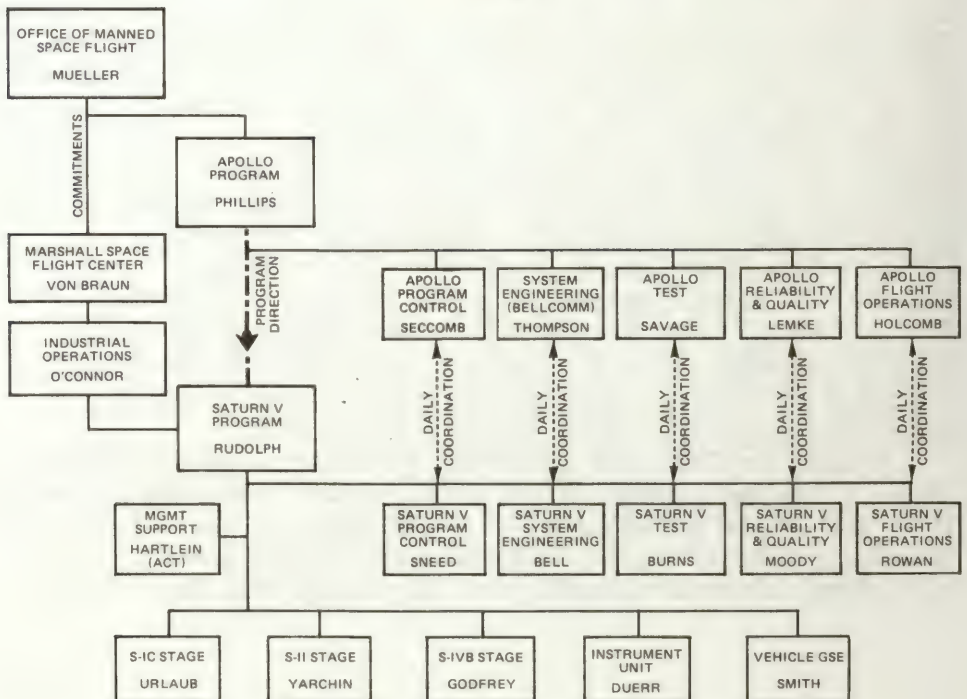 OFFICE OF MANNED
SPACE FLIGHT
MUELLER
COMMITMENTS
APOLLO
PROGRAM
PHILLIPS
MARSHALL SPACE
FLIGHT CENTER
VON BRAUN
PROGRAM
DIRECTION
INDUSTRIAL
OPERATIONS
O'CONNOR
SATURN V
PROGRAM
RUDOLPH
APOLLO
PROGRAM
CONTROL
SECCOMB
SYSTEM
ENGINEERING
(BELLCOMM)
THOMPSON
APOLLO
TEST
SAVAGE
APOLLO
RELIABILITY
& QUALITY
LEMKE
APOLLO
FLIGHT
OPERATIONS
HOLCOMB
DAILY
COORDINATION
DAILY
COORDINATION
DAILY
COORDINATION
DAILY
COORDINATION
DAILY
COORDINATION
MGMT
SUPPORT
HARTLEIN
(ACT)
SATURN V
PROGRAM
CONTROL
SNEED
SATURN V
SYSTEM
ENGINEERING
BELL
SATURN V
TEST
BURNS
SATURN V
RELIABILITY
& QUALITY
MOODY
SATURN V
FLIGHT
OPERATIONS
ROWAN
S-IC STAGE
URLAUB
S-II STAGE
YARCHIN
S-IVB STAGE
GODFREY
INSTRUMENT
UNIT
DUERR
VEHICLE GSE
SMITH